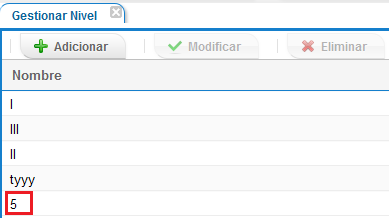 Gestionar Nivel
Adicionar Modificar Eliminar
Nombre
I
III
II
tyyy
5